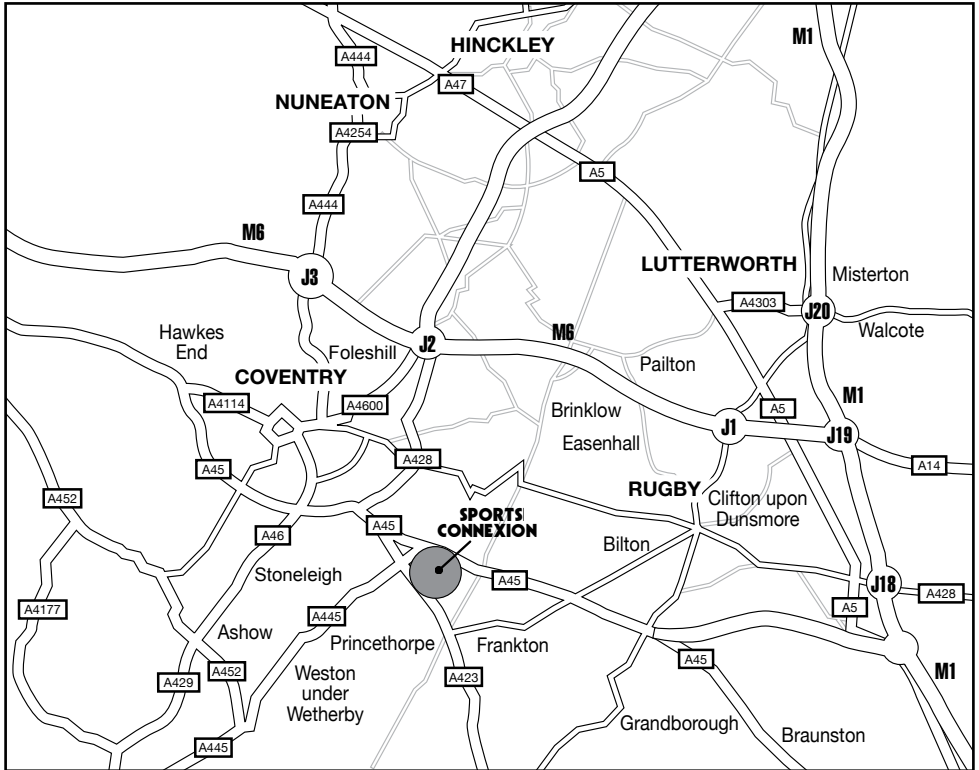 M1
HINCKLEY
A444
A47
NUNEATON
A4254
A5
A444
M6
LUTTERWORTH
J3
Misterton
A4303
J20
Walcote
Hawkes
End
Foleshill
J2
M6
Pailton
COVENTRY
A4114
A4600
M1
A5
Brinklow
J1
J19
Easenhall
A428
A45
A14
RUGBY
A452
Clifton upon
Dunsmore
SPORTS
CONNEXION
A45
A46
Bilton
Stoneleigh
A45
J18
A428
A4177
A445
A5
Ashow
Princethorpe
Frankton
A452
A429
Weston
under
Wetherby
A423
A45
M1
Grandborough
Braunston
A445